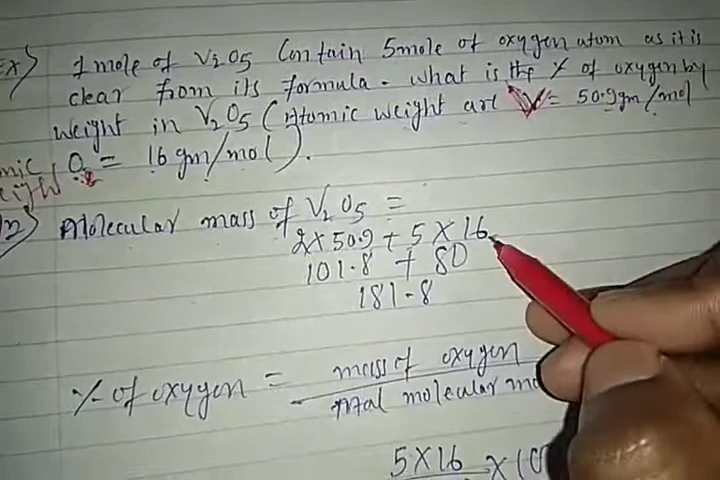 Ex) 1 mole of V2O5 Contain 5mole of oxygen atom as it is
clear from its formula. what is the % of oxygen by
weight in V2O5 (Atomic weight are V = 50.9gm/mol
O = 16 gm/mol).
Molecular mass of V2O5 =
2×50.9 + 5×16
101.8 + 80
181.8
% of oxygen = mass of oxygen
total molecular
5×16 ×10